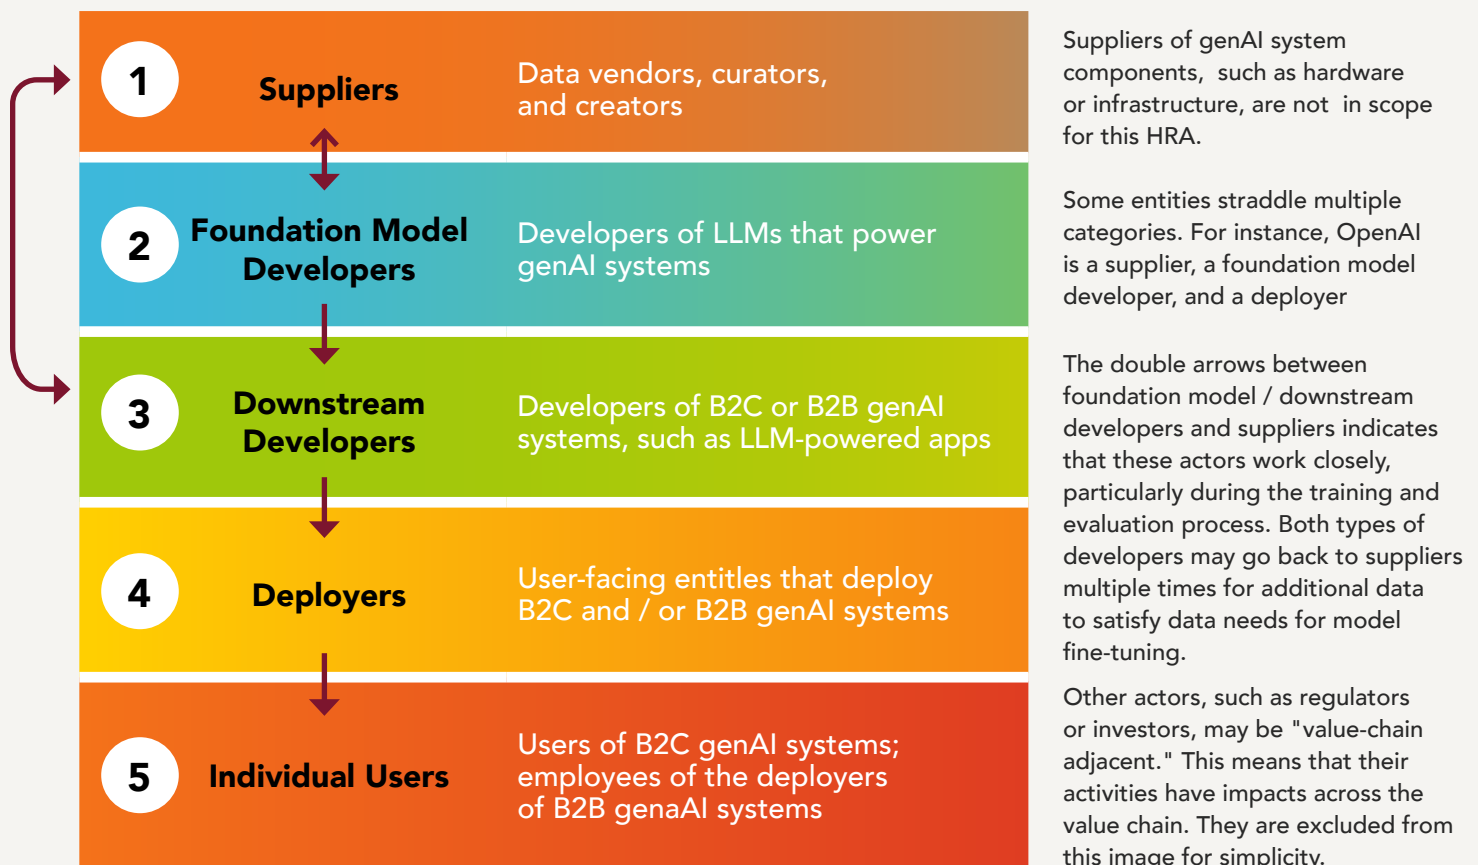 1
Suppliers
Data vendors, curators,
and creators
2
Foundation Model
Developers
Developers of LLMs that power
genAI systems
3
Downstream
Developers
Developers of B2C or B2B genAI
systems, such as LLM-powered apps
4
Deployers
User-facing entitles that deploy
B2C and / or B2B genAI systems
5
Individual Users
Users of B2C genAI systems;
employees of the deployers
of B2B genaAI systems
Suppliers of genAI system
components, such as hardware
or infrastructure, are not in scope
for this HRA.
Some entities straddle multiple
categories. For instance, OpenAI
is a supplier, a foundation model
developer, and a deployer
The double arrows between
foundation model / downstream
developers and suppliers indicates
that these actors work closely,
particularly during the training and
evaluation process. Both types of
developers may go back to suppliers
multiple times for additional data
to satisfy data needs for model
fine-tuning.
Other actors, such as regulators
or investors, may be "value-chain
adjacent." This means that their
activities have impacts across the
value chain. They are excluded from
this image for simplicity.